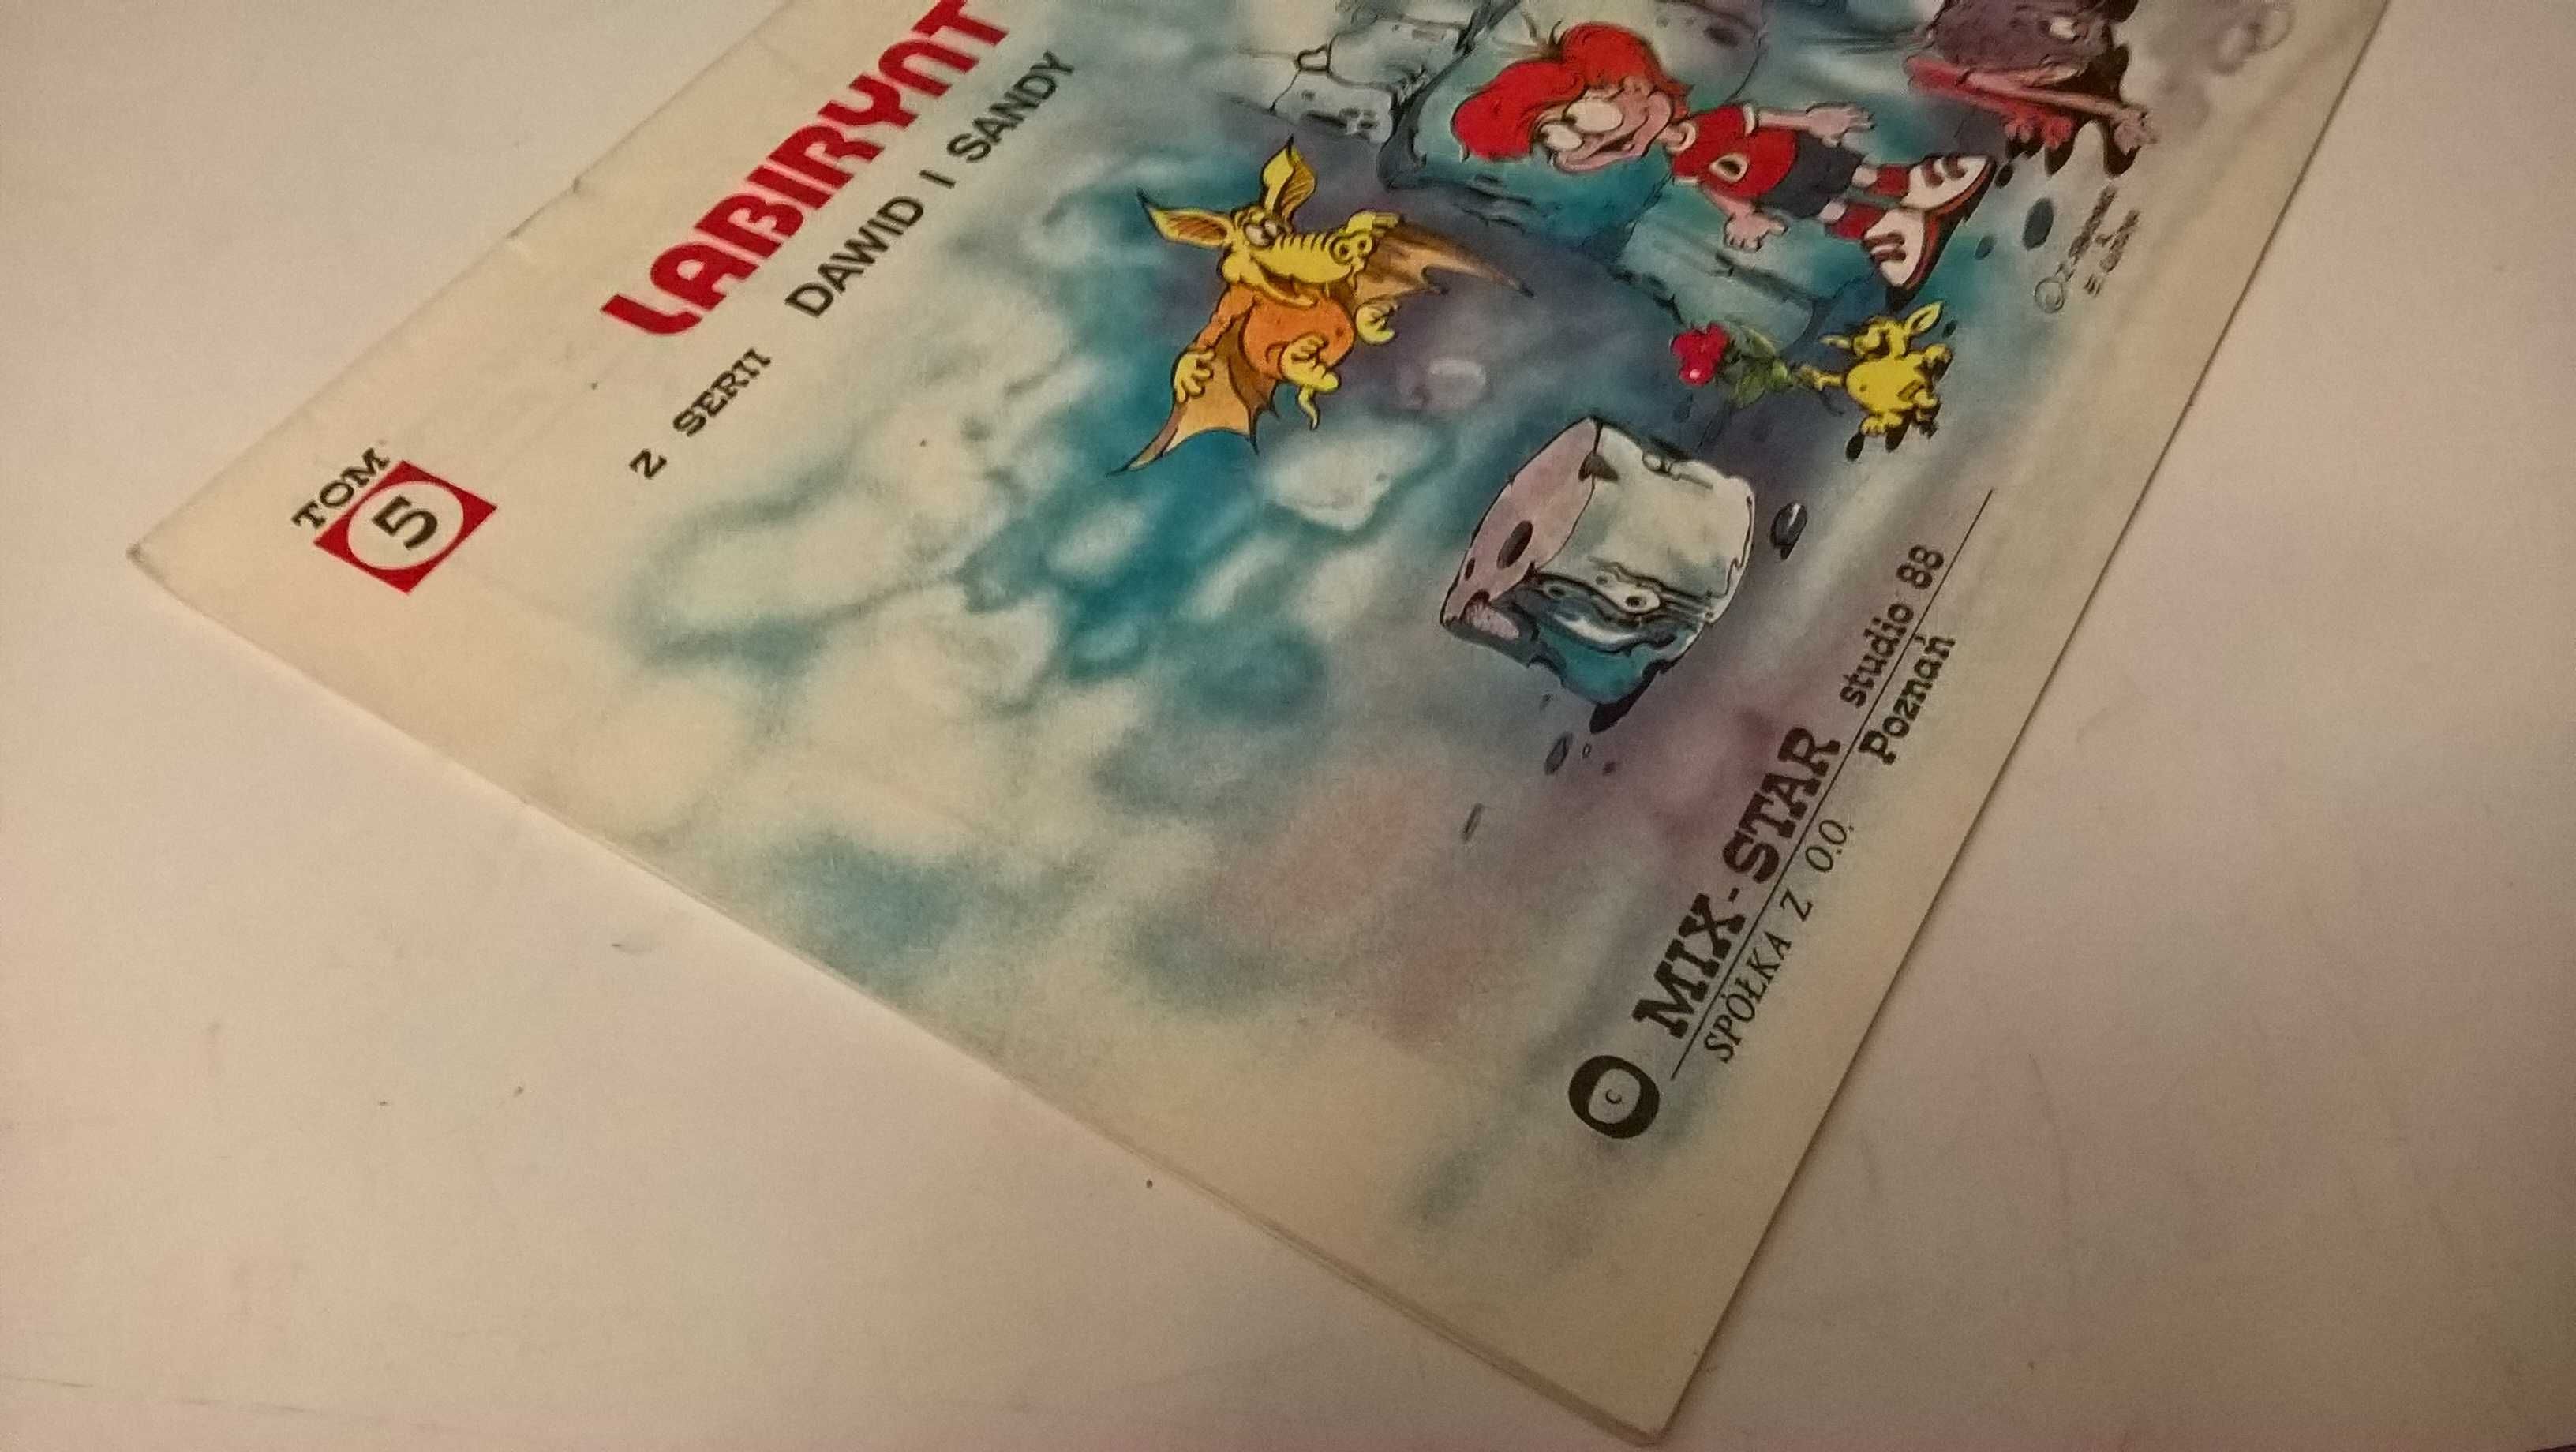 TOM
5
LABIRYNT
Z SERII DAWID I SANDY
C MIX-STAR studio 88
SPÓŁKA Z O.O. Poznań